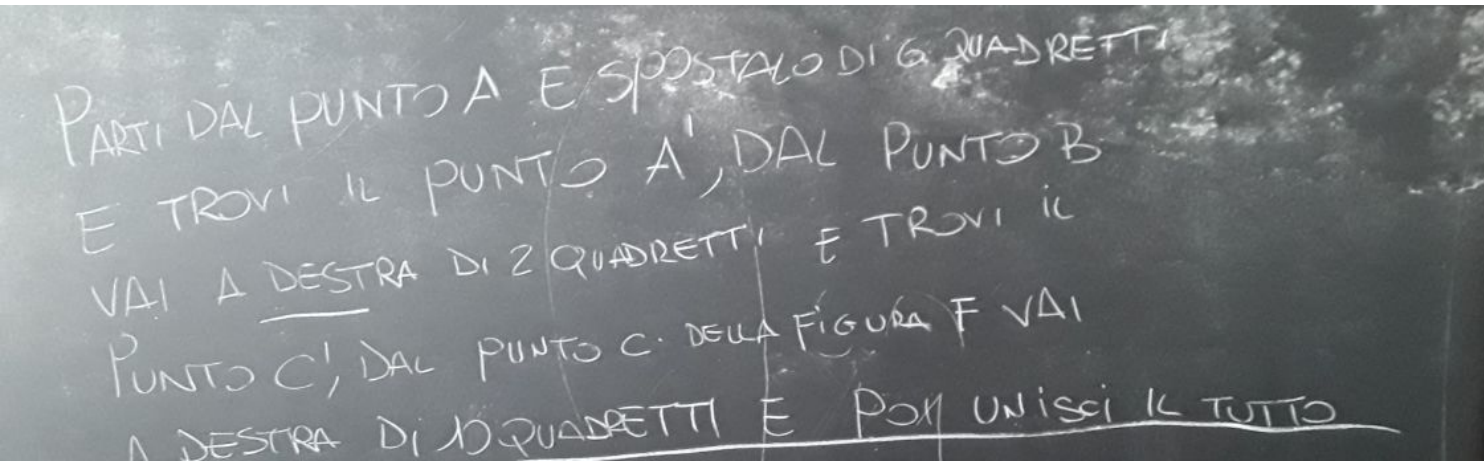 PARTI DAL PUNTO A E SPOSTALO DI 6 QUADRETTI
E TROVI IL PUNTO A', DAL PUNTO B
VAI A DESTRA DI 2 QUADRETTI E TROVI IL
PUNTO C', DAL PUNTO C. DELLA FIGURA F VAI
A DESTRA DI 10 QUADRETTI E POI UNISCI IL TUTTO